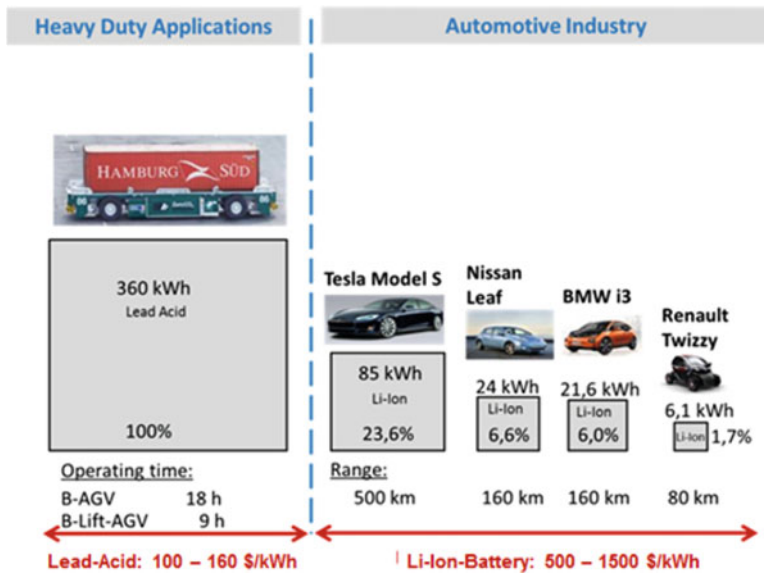 Heavy Duty Applications
Automotive Industry
HAMBURG SÜD
360 kWh
Lead Acid
100%
Operating time:
B-AGV 18 h
B-Lift-AGV 9 h
Lead-Acid: 100 – 160 $/kWh
Tesla Model S
85 kWh
Li-Ion
23,6%
Range:
500 km
Nissan
Leaf
24 kWh
Li-Ion
6,6%
160 km
BMW i3
21,6 kWh
Li-Ion
6,0%
160 km
Renault
Twizzy
6,1 kWh
Li-Ion 1,7%
80 km
Li-Ion-Battery: 500 – 1500 $/kWh